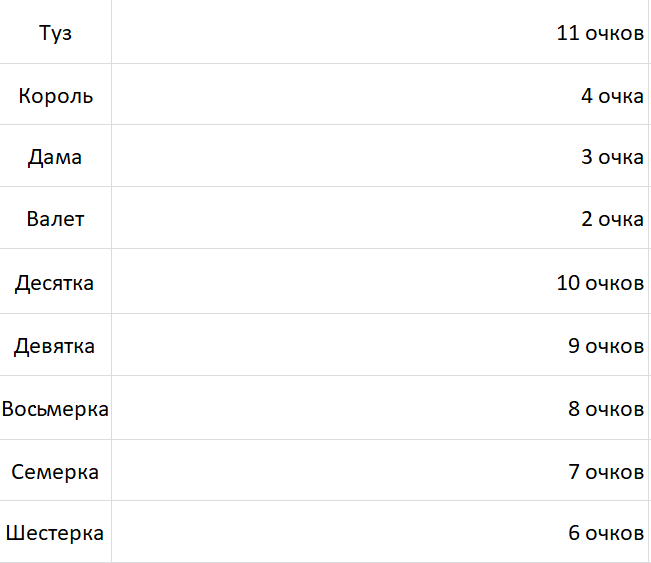 Туз 11 очков
Король 4 очка
Дама 3 очка
Валет 2 очка
Десятка 10 очков
Девятка 9 очков
Восьмерка 8 очков
Семерка 7 очков
Шестерка 6 очков